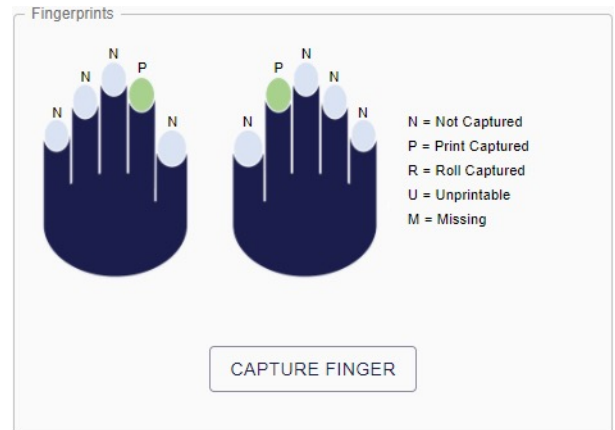 Fingerprints
N N N P N
N P N N N
N = Not Captured
P = Print Captured
R = Roll Captured
U = Unprintable
M = Missing
CAPTURE FINGER